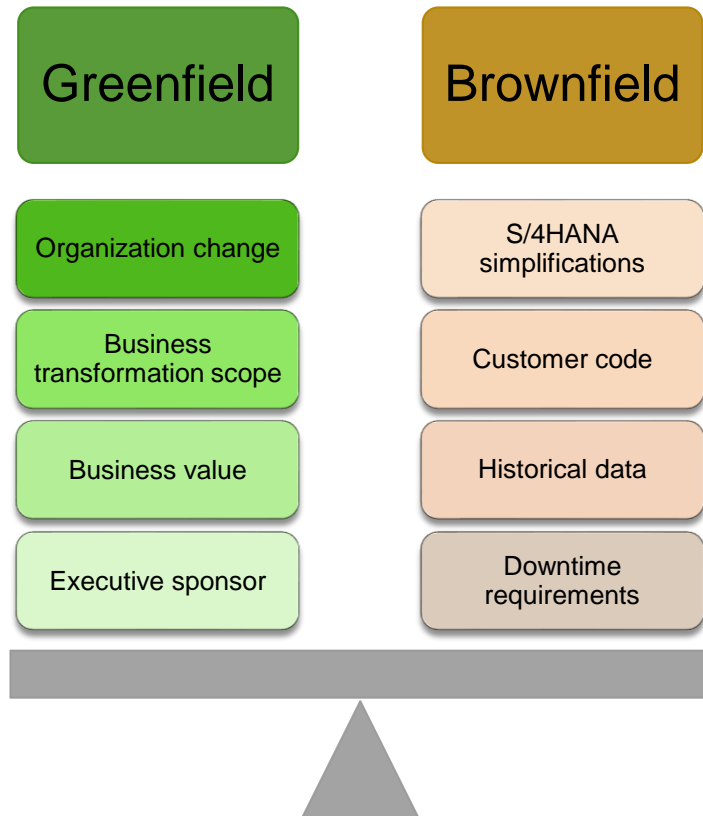 Greenfield
Brownfield
Organization change
Business
transformation scope
Business value
Executive sponsor
S/4HANA
simplifications
Customer code
Historical data
Downtime
requirements